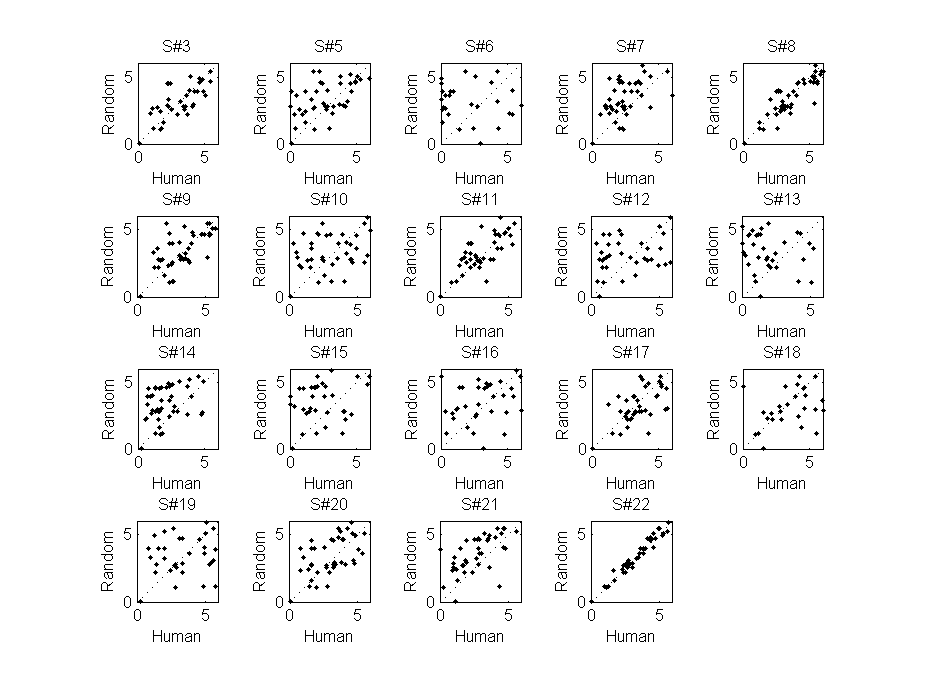 S#3 S#5 S#6 S#7 S#8
5 5 5 5 5
Random Random Random Random Random
0 0 0 0 0
0 5 0 5 0 5 0 5 0 5
Human Human Human Human Human
S#9 S#10 S#11 S#12 S#13
5 5 5 5 5
Random Random Random Random Random
0 0 0 0 0
0 5 0 5 0 5 0 5 0 5
Human Human Human Human Human
S#14 S#15 S#16 S#17 S#18
5 5 5 5 5
Random Random Random Random Random
0 0 0 0 0
0 5 0 5 0 5 0 5 0 5
Human Human Human Human Human
S#19 S#20 S#21 S#22
5 5 5 5
Random Random Random Random
0 0 0 0
0 5 0 5 0 5 0 5
Human Human Human Human